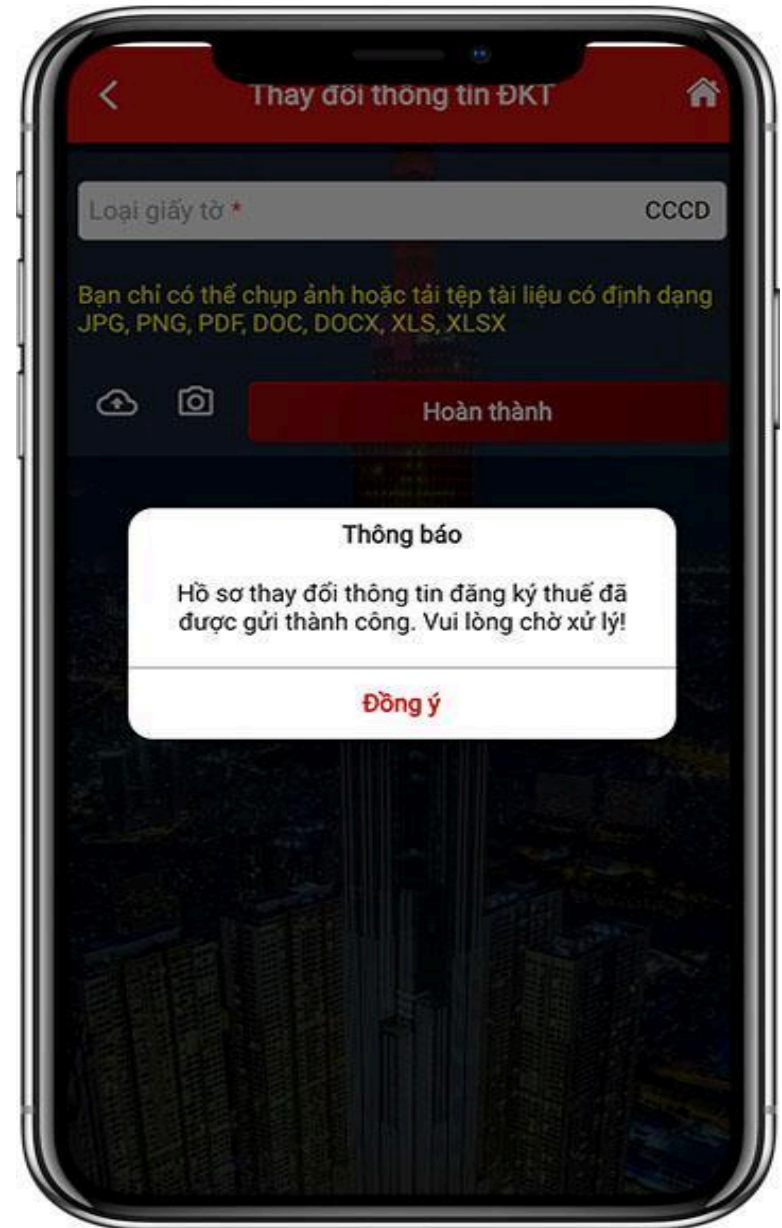 Thay đổi thông tin ĐKT
Loại giấy tờ * CCCD
Bạn chỉ có thể chụp ảnh hoặc tải tệp tài liệu có định dạng
JPG, PNG, PDF, DOC, DOCX, XLS, XLSX
Hoàn thành
Thông báo
Hồ sơ thay đổi thông tin đăng ký thuế đã
được gửi thành công. Vui lòng chờ xử lý!
Đồng ý